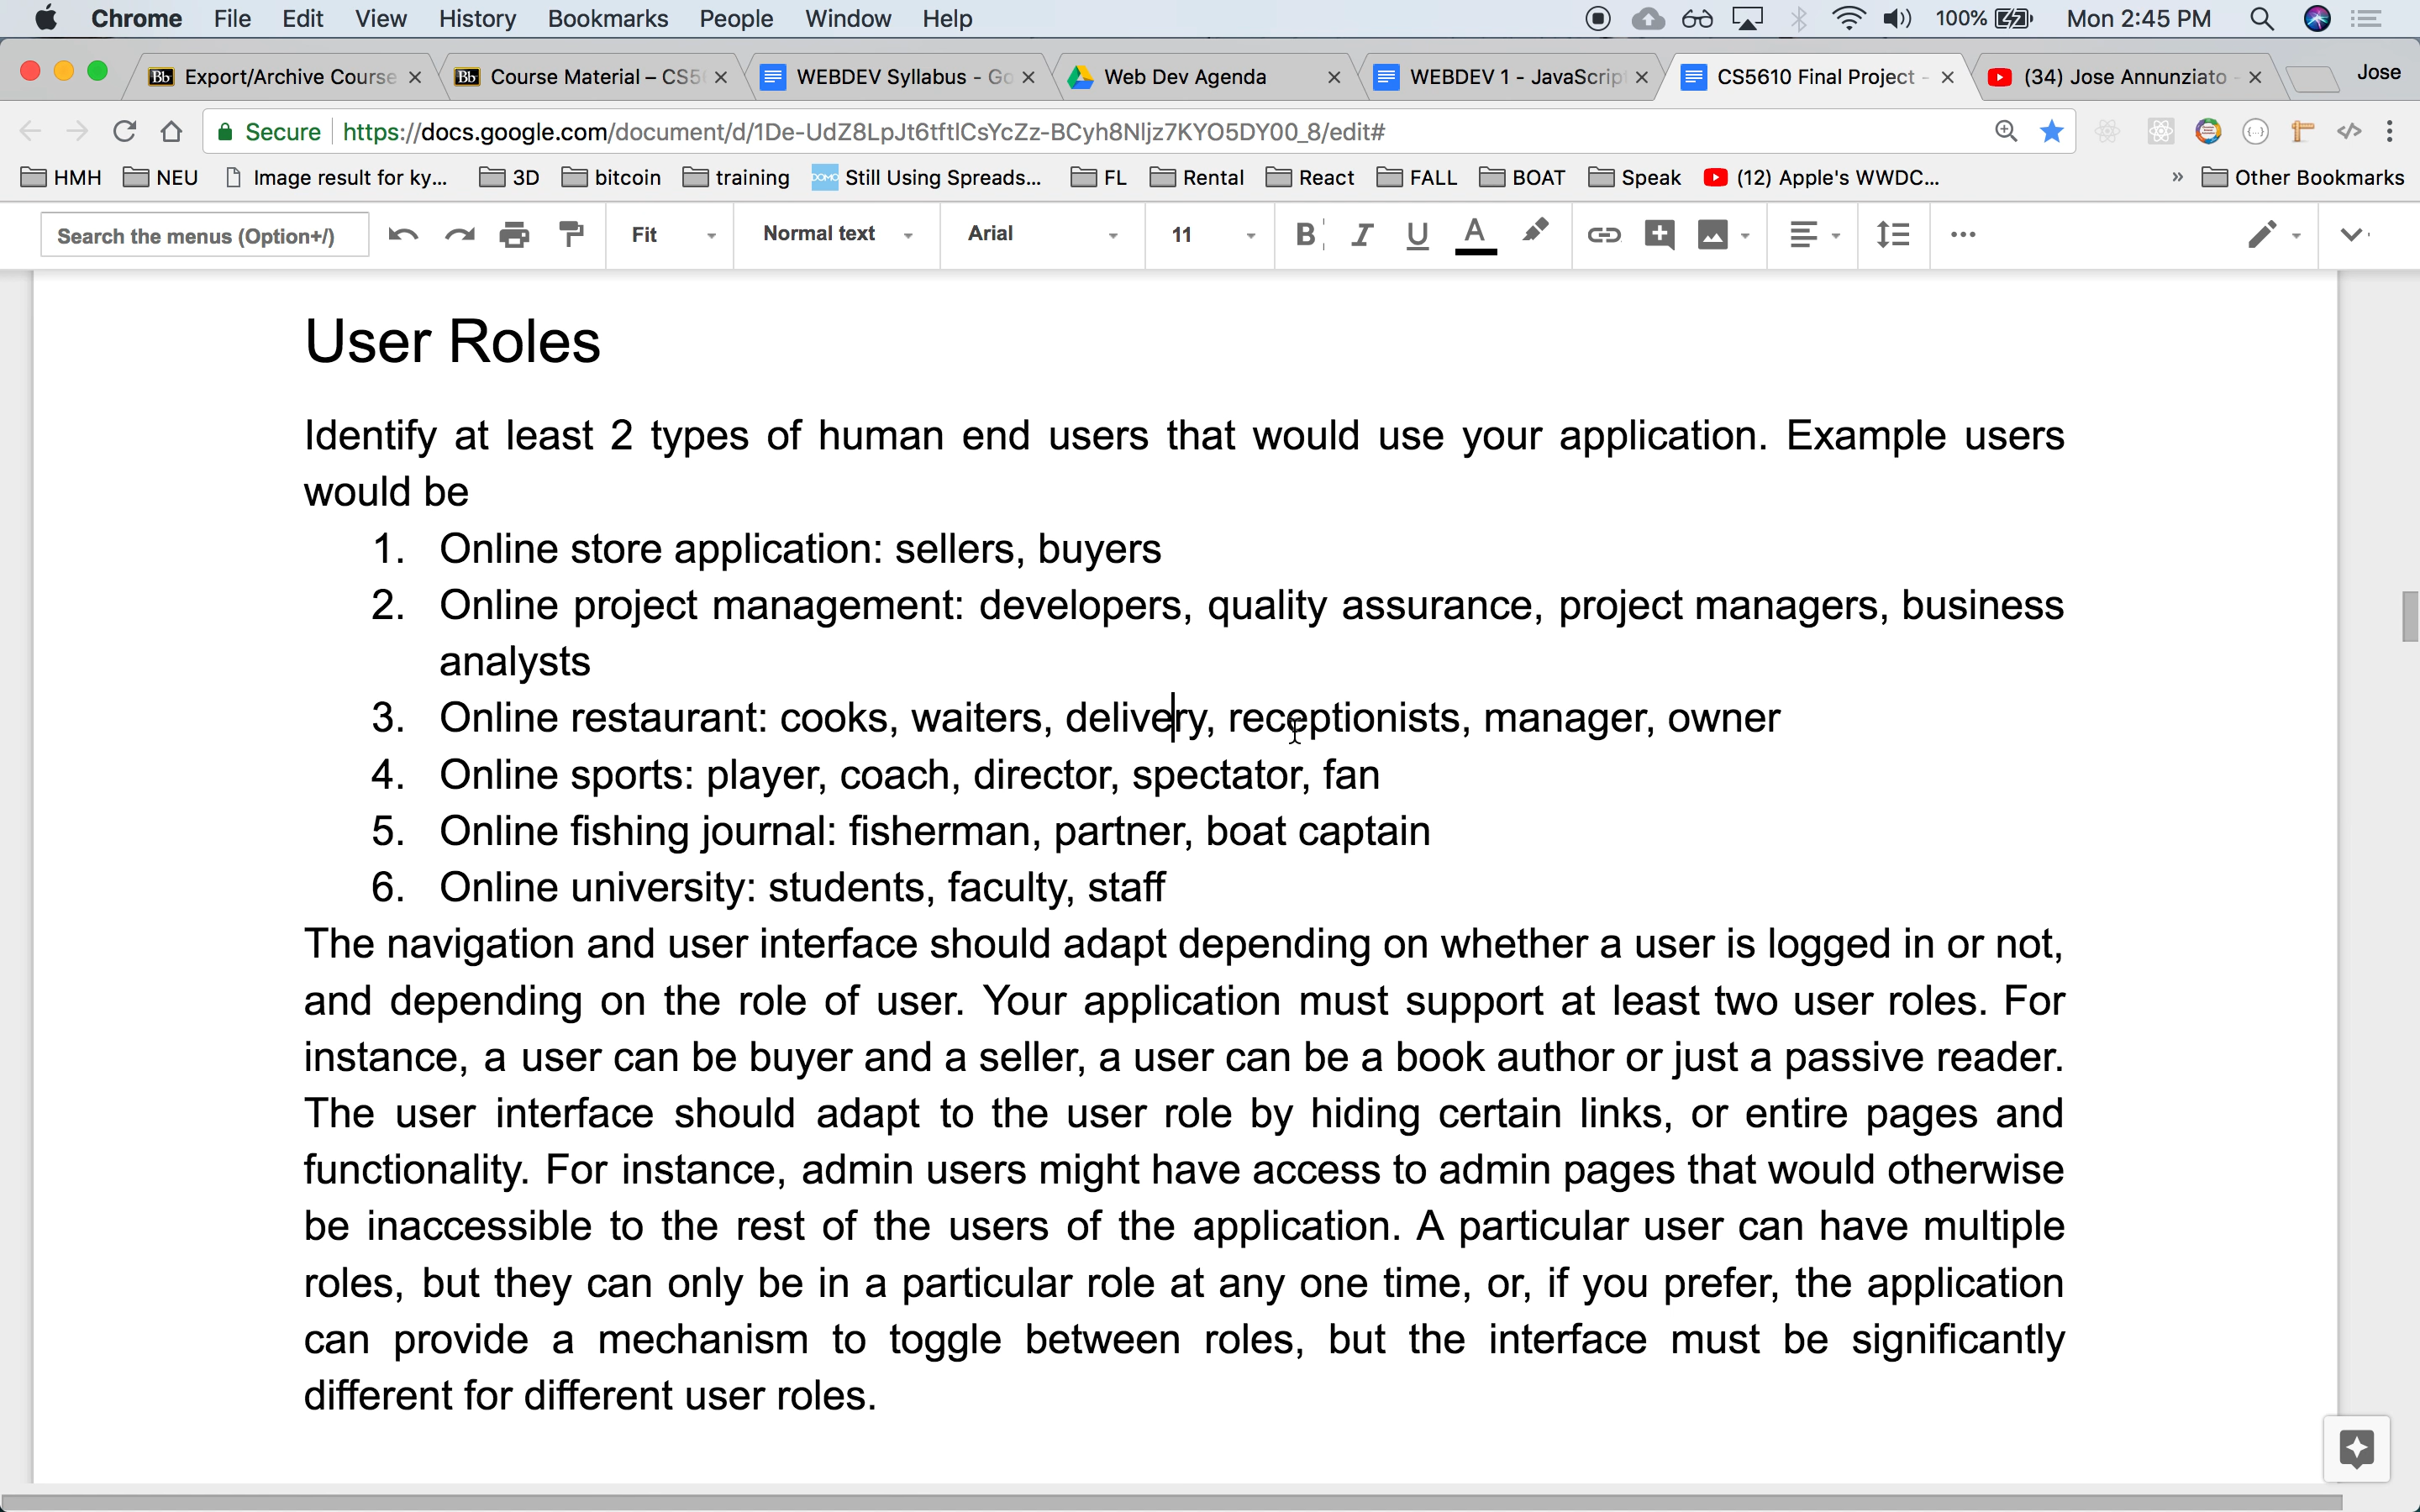 Chrome File Edit View History Bookmarks People Window Help 100% Mon 2:45 PM
Export/Archive Course Course Material – CS5 WEBDEV Syllabus - Go Web Dev Agenda WEBDEV 1 - JavaScrip CS5610 Final Project - (34) Jose Annunziato - Jose
Secure https://docs.google.com/document/d/1De-UdZ8LpJt6tftlCsYcZz-BCyh8Nljz7KYO5DY00_8/edit#
HMH NEU Image result for ky... 3D bitcoin training DOMO Still Using Spreads... FL Rental React FALL BOAT Speak (12) Apple's WWDC... » Other Bookmarks
Search the menus (Option+/) Fit Normal text Arial 11 B I U A
User Roles
Identify at least 2 types of human end users that would use your application. Example users
would be
1. Online store application: sellers, buyers
2. Online project management: developers, quality assurance, project managers, business
analysts
3. Online restaurant: cooks, waiters, delivery, receptionists, manager, owner
4. Online sports: player, coach, director, spectator, fan
5. Online fishing journal: fisherman, partner, boat captain
6. Online university: students, faculty, staff
The navigation and user interface should adapt depending on whether a user is logged in or not,
and depending on the role of user. Your application must support at least two user roles. For
instance, a user can be buyer and a seller, a user can be a book author or just a passive reader.
The user interface should adapt to the user role by hiding certain links, or entire pages and
functionality. For instance, admin users might have access to admin pages that would otherwise
be inaccessible to the rest of the users of the application. A particular user can have multiple
roles, but they can only be in a particular role at any one time, or, if you prefer, the application
can provide a mechanism to toggle between roles, but the interface must be significantly
different for different user roles.